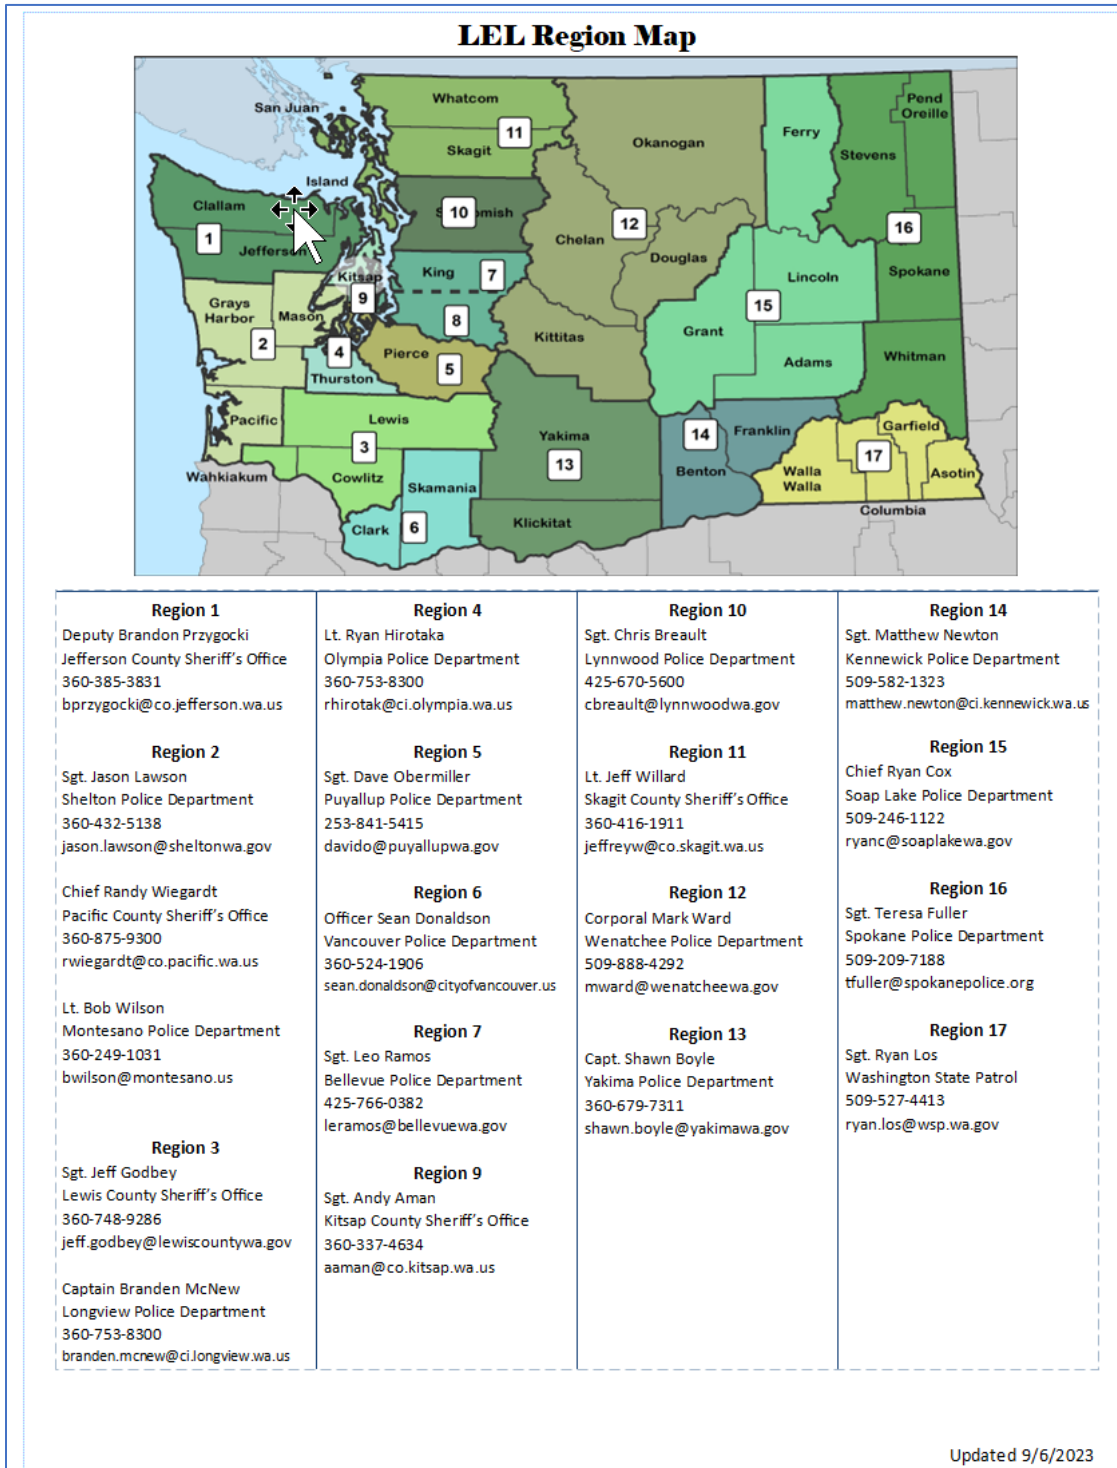 LEL Region Map
San Juan
Whatcom
11
Skagit
Okanogan
Ferry
Pend
Oreille
Stevens
Island
Clallam
10
mish
12
Chelan
16
1
Jefferson
Douglas
Kitsap
King
7
Lincoln
Spokane
Grays
Harbor
Mason
9
8
15
Grant
2
4
Pierce
5
Kittitas
Adams
Whitman
Thurston
Pacific
Lewis
Yakima
14
Franklin
Garfield
3
13
17
Wahkiakum
Cowlitz
Skamania
Benton
Walla
Walla
Asotin
Clark
6
Klickitat
Columbia
Region 1
Deputy Brandon Przygocki
Jefferson County Sheriff's Office
360-385-3831
bprzygocki@co.jefferson.wa.us
Region 2
Sgt. Jason Lawson
Shelton Police Department
360-432-5138
jason.lawson@sheltonwa.gov
Chief Randy Wiegardt
Pacific County Sheriff's Office
360-875-9300
rwiegardt@co.pacific.wa.us
Lt. Bob Wilson
Montesano Police Department
360-249-1031
bwilson@montesano.us
Region 3
Sgt. Jeff Godbey
Lewis County Sheriff's Office
360-748-9286
jeff.godbey@lewiscountywa.gov
Captain Branden McNew
Longview Police Department
360-753-8300
branden.mcnew@ci.longview.wa.us
Region 4
Lt. Ryan Hirotaka
Olympia Police Department
360-753-8300
rhirotak@ci.olympia.wa.us
Region 5
Sgt. Dave Obermiller
Puyallup Police Department
253-841-5415
davido@puyallupwa.gov
Region 6
Officer Sean Donaldson
Vancouver Police Department
360-524-1906
sean.donaldson@cityofvancouver.us
Region 7
Sgt. Leo Ramos
Bellevue Police Department
425-766-0382
leramos@bellevuewa.gov
Region 9
Sgt. Andy Aman
Kitsap County Sheriff's Office
360-337-4634
aaman@co.kitsap.wa.us
Region 10
Sgt. Chris Breault
Lynnwood Police Department
425-670-5600
cbreault@lynnwoodwa.gov
Region 11
Lt. Jeff Willard
Skagit County Sheriff's Office
360-416-1911
jeffreyw@co.skagit.wa.us
Region 12
Corporal Mark Ward
Wenatchee Police Department
509-888-4292
mward@wenatcheewa.gov
Region 13
Capt. Shawn Boyle
Yakima Police Department
360-679-7311
shawn.boyle@yakimawa.gov
Region 14
Sgt. Matthew Newton
Kennewick Police Department
509-582-1323
matthew.newton@ci.kennewick.wa.us
Region 15
Chief Ryan Cox
Soap Lake Police Department
509-246-1122
ryanc@soaplakewa.gov
Region 16
Sgt. Teresa Fuller
Spokane Police Department
509-209-7188
tfuller@spokanepolice.org
Region 17
Sgt. Ryan Los
Washington State Patrol
509-527-4413
ryan.los@wsp.wa.gov
Updated 9/6/2023